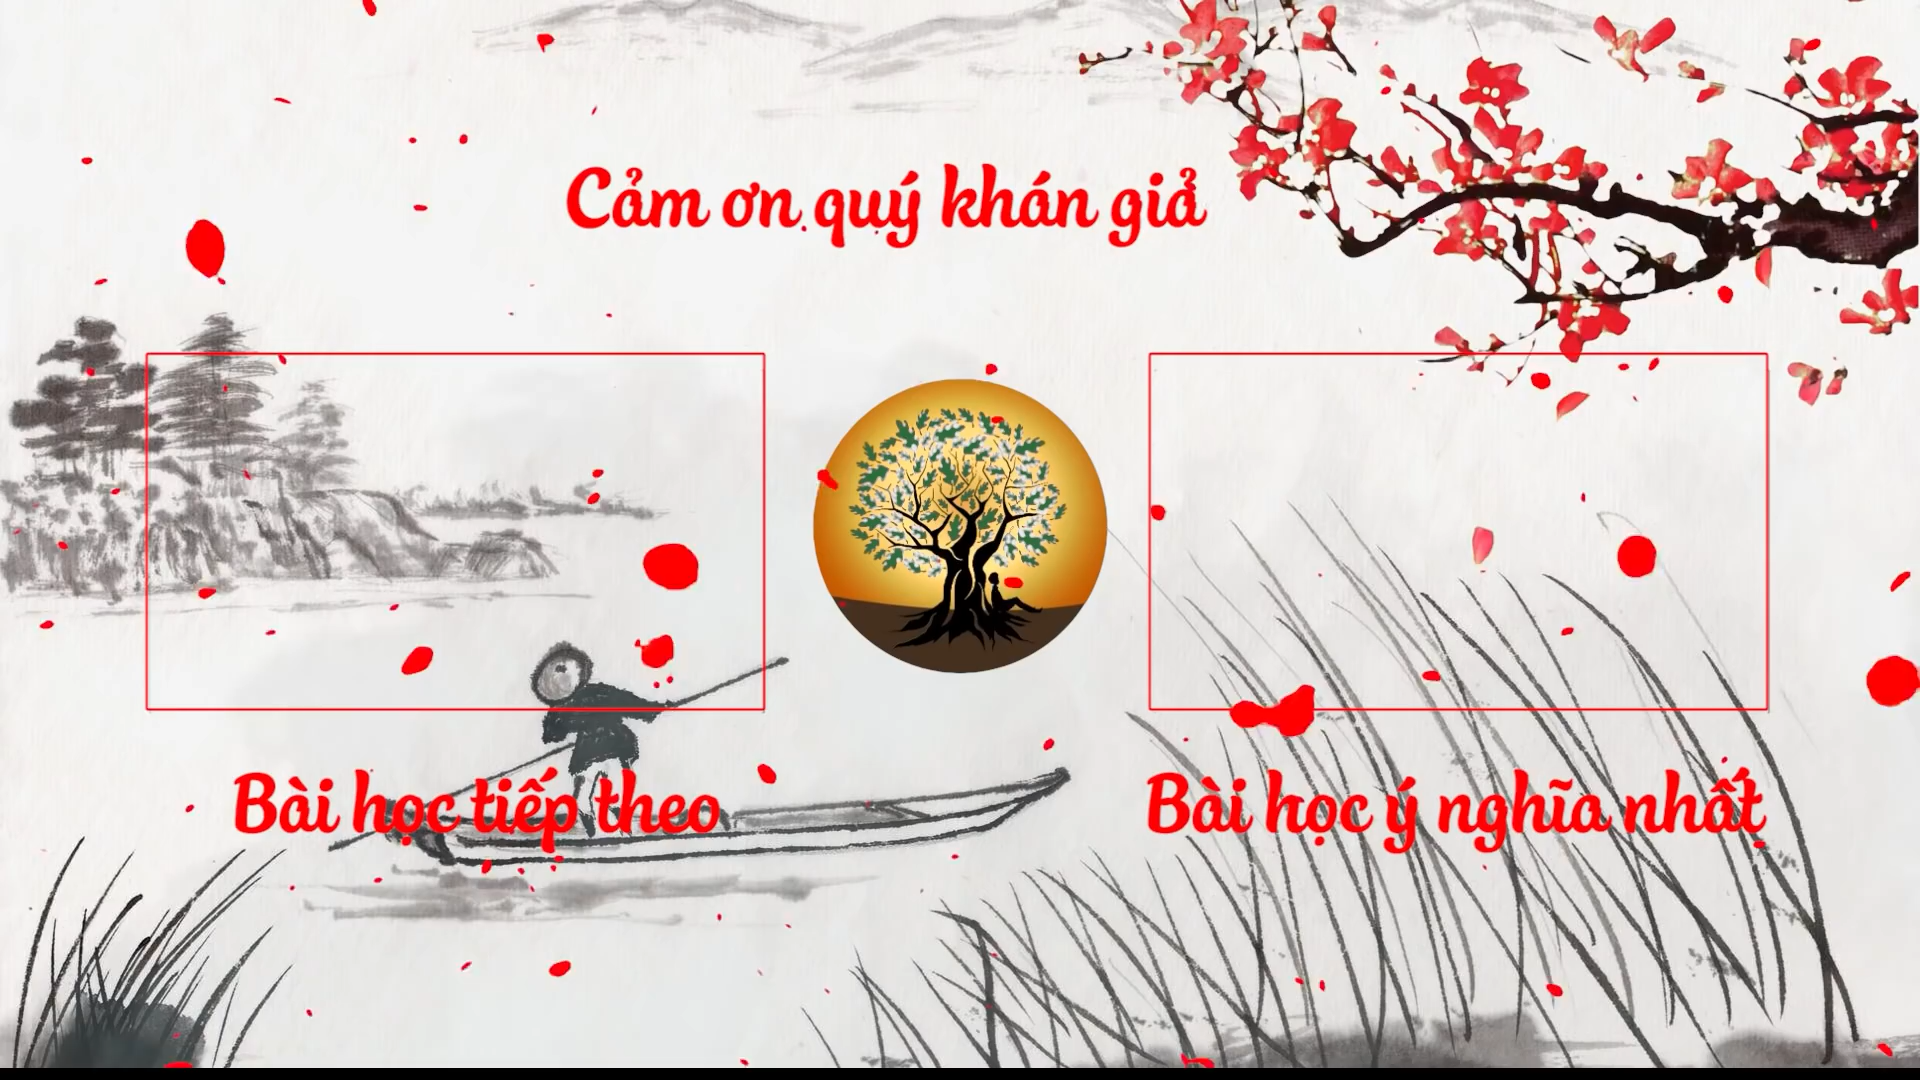 Cảm ơn quý khán giả
Bài học tiếp theo
Bài học ý nghĩa nhất